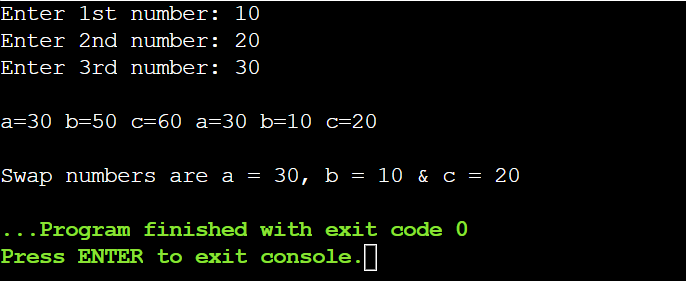 Enter 1st number: 10
Enter 2nd number: 20
Enter 3rd number: 30
a=30 b=50 c=60 a=30 b=10 c=20
Swap numbers are a = 30, b = 10 & c = 20
...Program finished with exit code 0
Press ENTER to exit console.